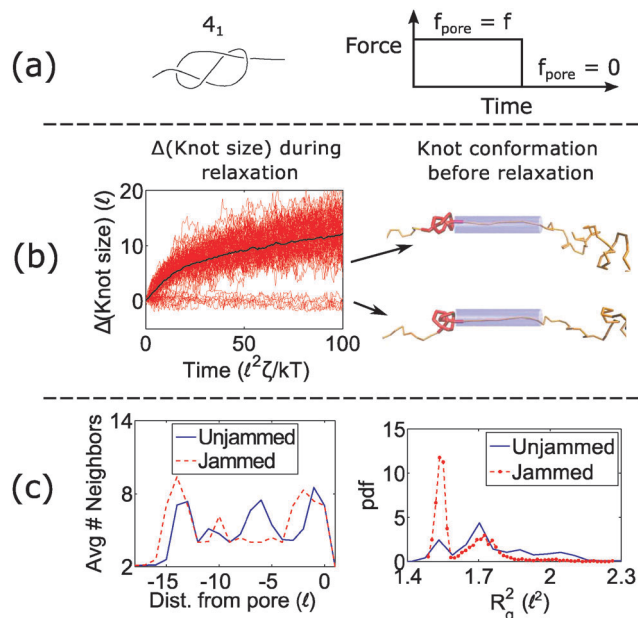 (a)
4₁
Force
f_pore = f
f_pore = 0
Time
(b)
Δ(Knot size) during
relaxation
Knot conformation
before relaxation
Δ(Knot size) (ℓ)
20
10
0
0 50 100
Time (ℓ²ζ/kT)
(c)
Avg # Neighbors
14
8
2
Unjammed
Jammed
-15 -10 -5 0
Dist. from pore (ℓ)
pdf
15
10
5
0
Unjammed
Jammed
1.4 1.7 2 2.3
R_g² (ℓ²)